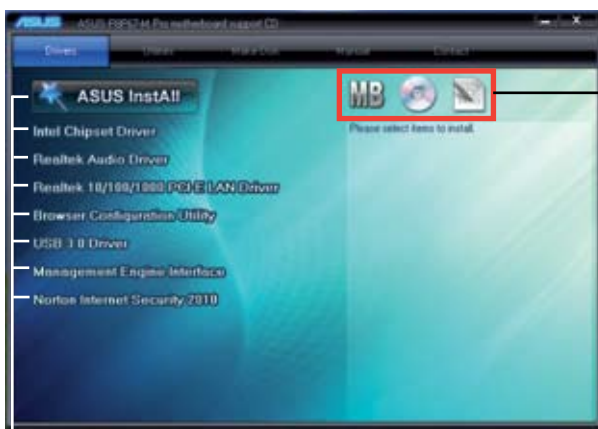 ASUS ASUS P8P67-M Pro motherboard support CD
Drivers Utilities Make Disk Manual Contact
ASUS InstAll
MB
Please select items to install.
Intel Chipset Driver
Realtek Audio Driver
Realtek 10/100/1000 PCI-E LAN Driver
Browser Configuration Utility
USB 3.0 Driver
Management Engine Interface
Norton Internet Security 2010